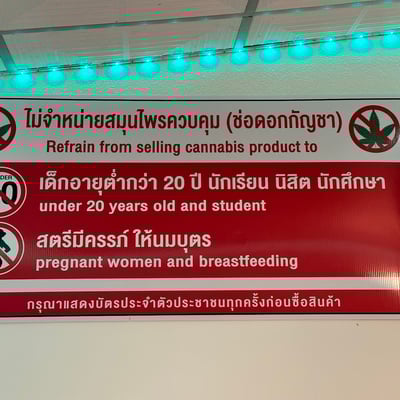 ไม่จำหน่ายสมุนไพรควบคุม (ช่อดอกกัญชา)
Refrain from selling cannabis product to
เด็กอายุต่ำกว่า 20 ปี นักเรียน นิสิต นักศึกษา
under 20 years old and student
สตรีมีครรภ์ ให้นมบุตร
pregnant women and breastfeeding
กรุณาแสดงบัตรประจำตัวประชาชนทุกครั้งก่อนซื้อสินค้า